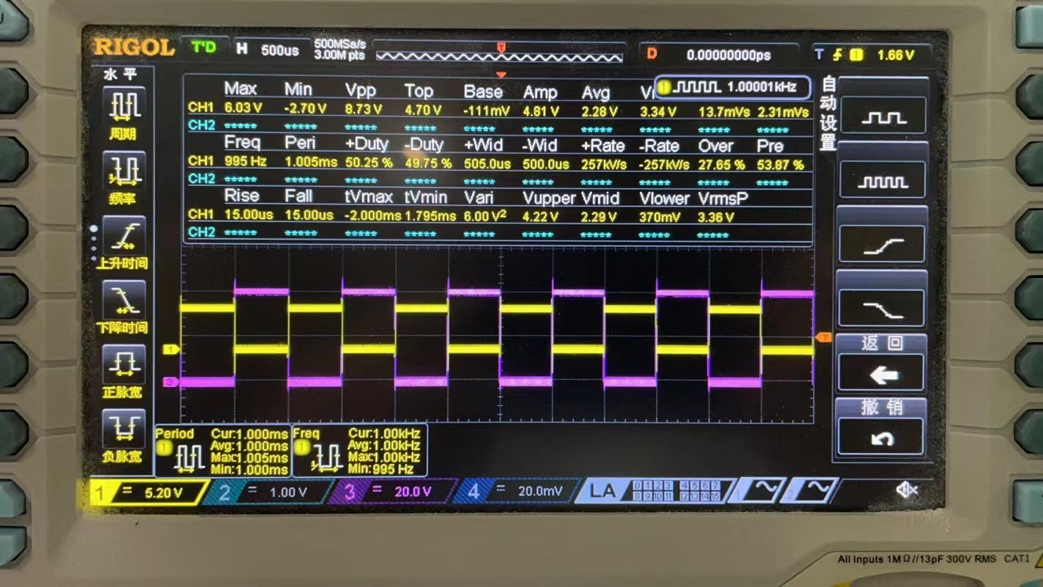 RIGOL T'D H 500us 500MSa/s 3.00M pts D 0.00000000ps T 1 1.66 V
水 平
周期
频率
上升时间
下降时间
正脉宽
负脉宽
Max Min Vpp Top Base Amp Avg 1 1.00001kHz
CH1 6.03 V -2.70 V 8.73 V 4.70 V -111mV 4.81 V 2.28 V 3.34 V 13.7mVs 2.31mVs
CH2 ***** ***** ***** ***** ***** ***** ***** ***** ***** *****
Freq Peri +Duty -Duty +Wid -Wid +Rate -Rate Over Pre
CH1 995 Hz 1.005ms 50.25 % 49.75 % 505.0us 500.0us 257kV/s -257kV/s 27.65 % 53.87 %
CH2 ***** ***** ***** ***** ***** ***** ***** ***** ***** *****
Rise Fall tVmax tVmin Vari Vupper Vmid Vlower VrmsP
CH1 15.00us 15.00us -2.000ms 1.795ms 6.00 V² 4.22 V 2.29 V 370mV 3.36 V
CH2 ***** ***** ***** ***** ***** ***** ***** ***** *****
1
3
T
自动设置
返 回
撤 销
Period
1
Cur:1.000ms
Avg:1.000ms
Max:1.005ms
Min:1.000ms
Freq
1
Cur:1.00kHz
Avg:1.00kHz
Max:1.00kHz
Min:995 Hz
1 = 5.20 V 2 = 1.00 V 3 = 20.0 V 4 = 20.0mV LA
All inputs 1MΩ//13pF 300V RMS CAT I